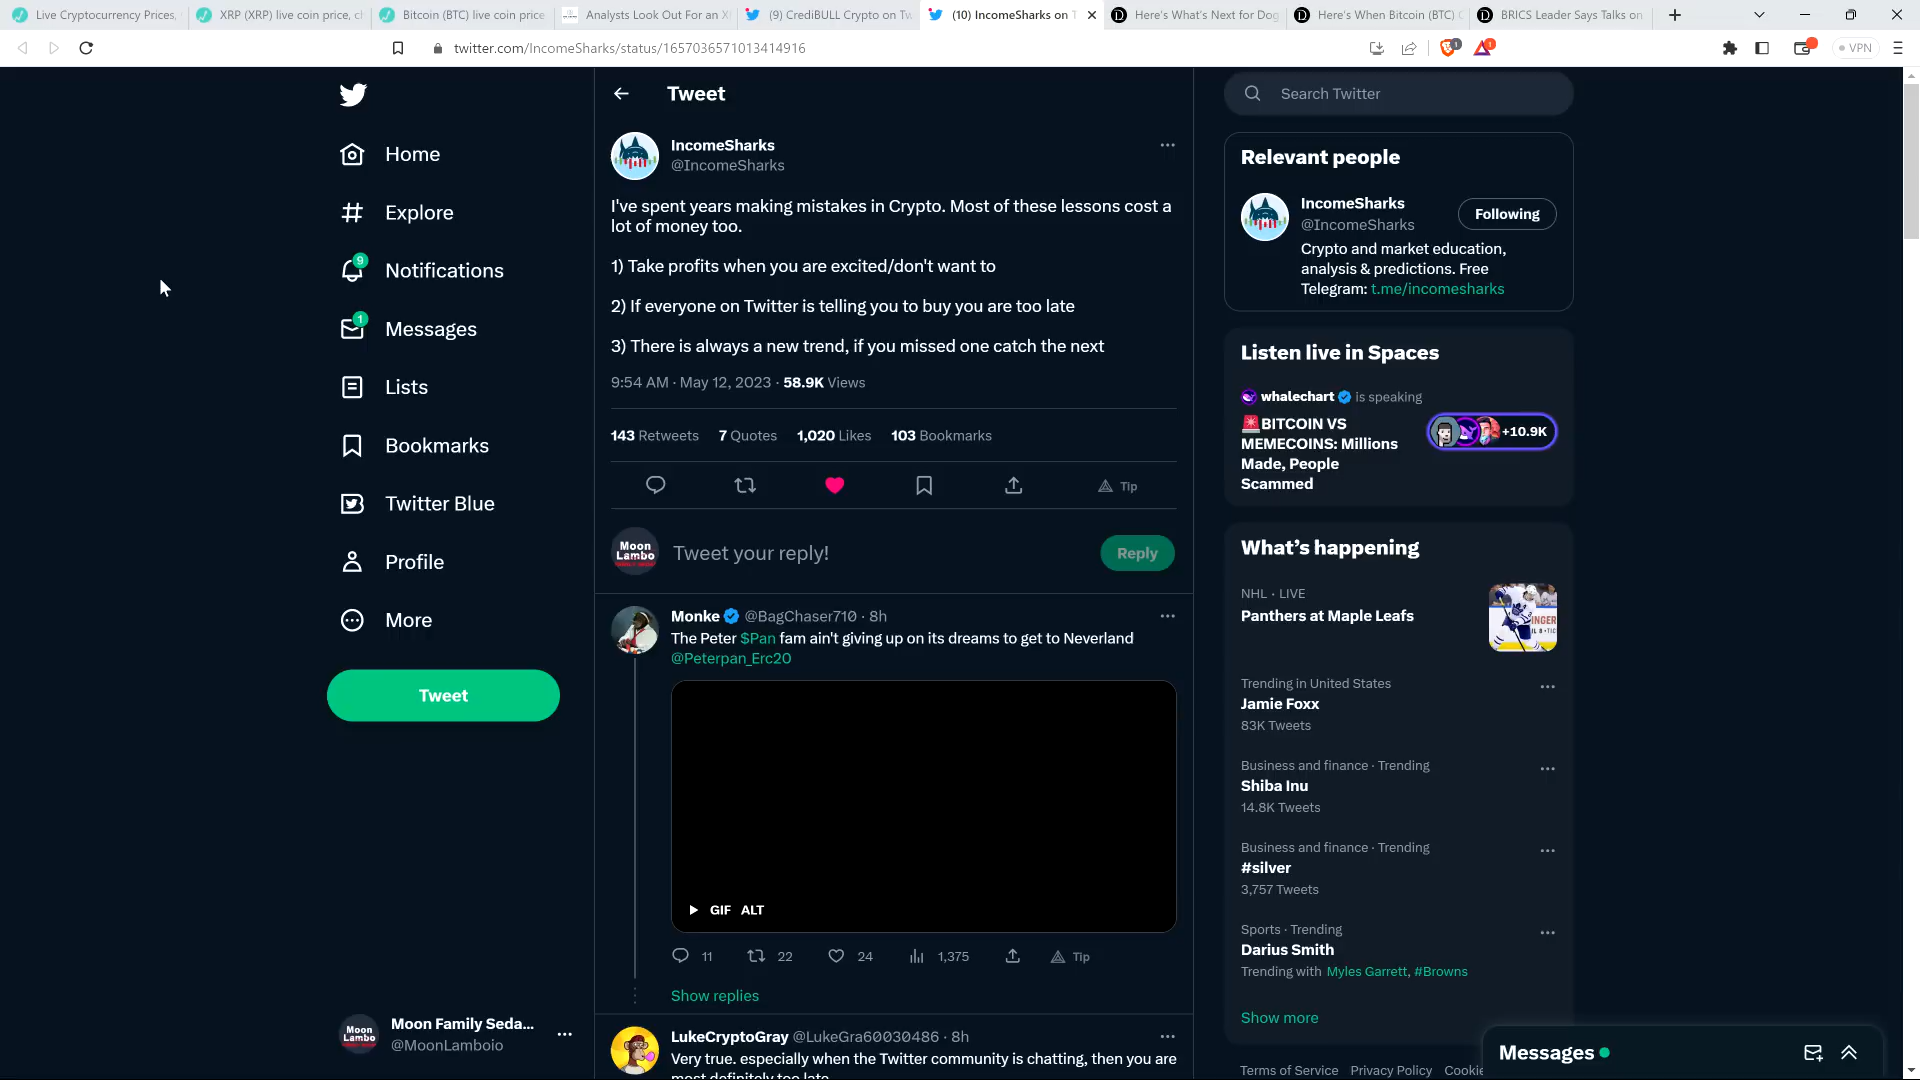 Live Cryptocurrency Prices,
XRP (XRP) live coin price, c
Bitcoin (BTC) live coin price
Analysts Look Out For an X
(9) CrediBULL Crypto on Tw
(10) IncomeSharks on T
Here's What's Next for Dog
Here's When Bitcoin (BTC) C
BRICS Leader Says Talks on
twitter.com/IncomeSharks/status/1657036571013414916
1
1
VPN
Home
Explore
9
Notifications
1
Messages
Lists
Bookmarks
Twitter Blue
Profile
More
Tweet
Moon Lambo
Moon Family Seda...
@MoonLamboio
Tweet
IncomeSharks
@IncomeSharks
I've spent years making mistakes in Crypto. Most of these lessons cost a
lot of money too.
1) Take profits when you are excited/don't want to
2) If everyone on Twitter is telling you to buy you are too late
3) There is always a new trend, if you missed one catch the next
9:54 AM · May 12, 2023 · 58.9K Views
143 Retweets 7 Quotes 1,020 Likes 103 Bookmarks
Tip
Moon
Lambo
Tweet your reply!
Reply
Monke @BagChaser710 · 8h
The Peter $Pan fam ain't giving up on its dreams to get to Neverland
@Peterpan_Erc20
GIF ALT
11 22 24 1,375 Tip
Show replies
LukeCryptoGray @LukeGra60030486 · 8h
Very true. especially when the Twitter community is chatting, then you are
most definitely too late
Search Twitter
Relevant people
IncomeSharks
@IncomeSharks
Following
Crypto and market education,
analysis & predictions. Free
Telegram: t.me/incomesharks
Listen live in Spaces
whalechart is speaking
🚨BITCOIN VS
MEMECOINS: Millions
Made, People
Scammed
+10.9K
What's happening
NHL · LIVE
Panthers at Maple Leafs
Trending in United States
Jamie Foxx
83K Tweets
Business and finance · Trending
Shiba Inu
14.8K Tweets
Business and finance · Trending
#silver
3,757 Tweets
Sports · Trending
Darius Smith
Trending with Myles Garrett, #Browns
Show more
Terms of Service Privacy Policy Cookie
Messages